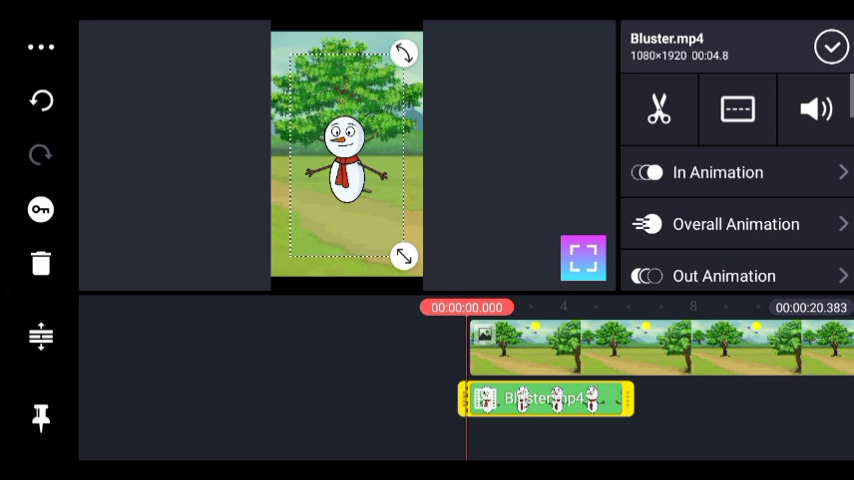 Bluster.mp4
1080×1920 00:04.8
In Animation
Overall Animation
Out Animation
00:00:00.000
4
8
00:00:20.383
Bluster.mp4